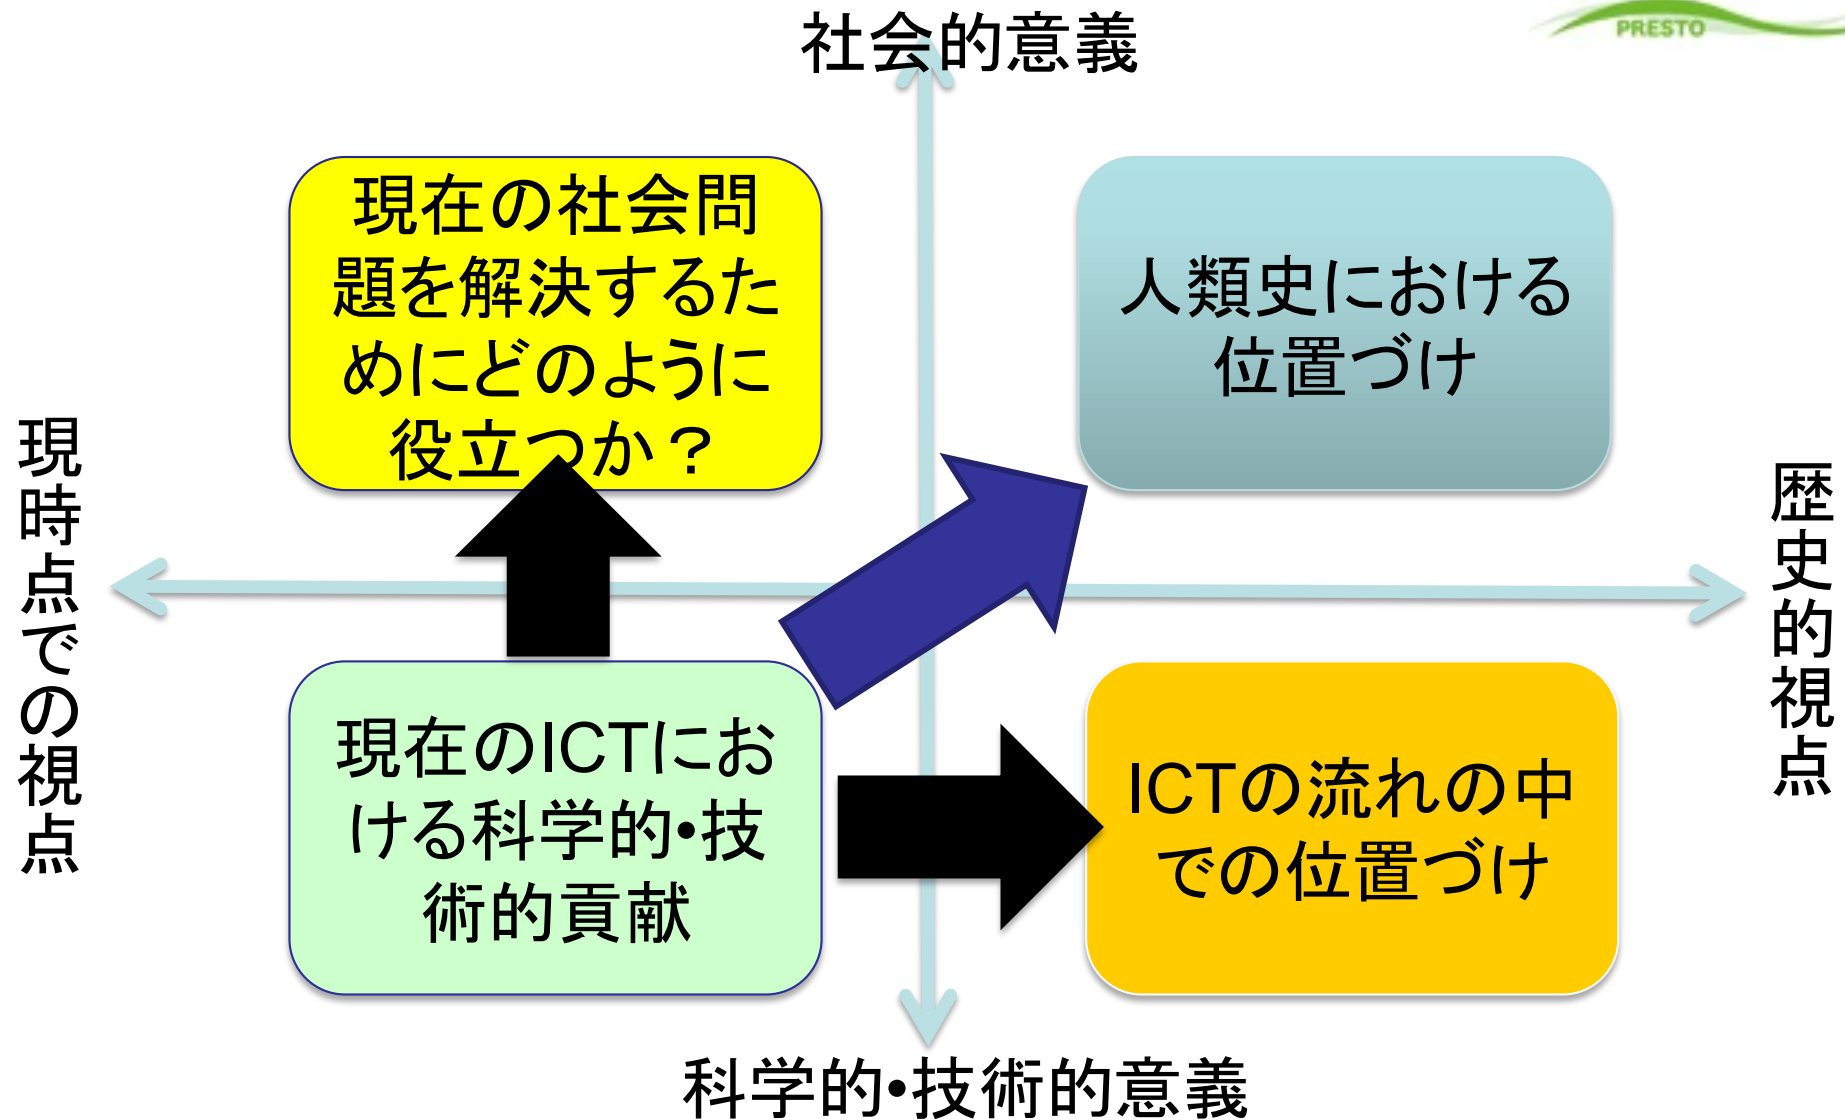 社会的意義
PRESTO
現在の社会問
題を解決するた
めにどのように
役立つか？
人類史における
位置づけ
現時点での視点
歴史的視点
現在のICTにお
ける科学的•技
術的貢献
ICTの流れの中
での位置づけ
科学的•技術的意義